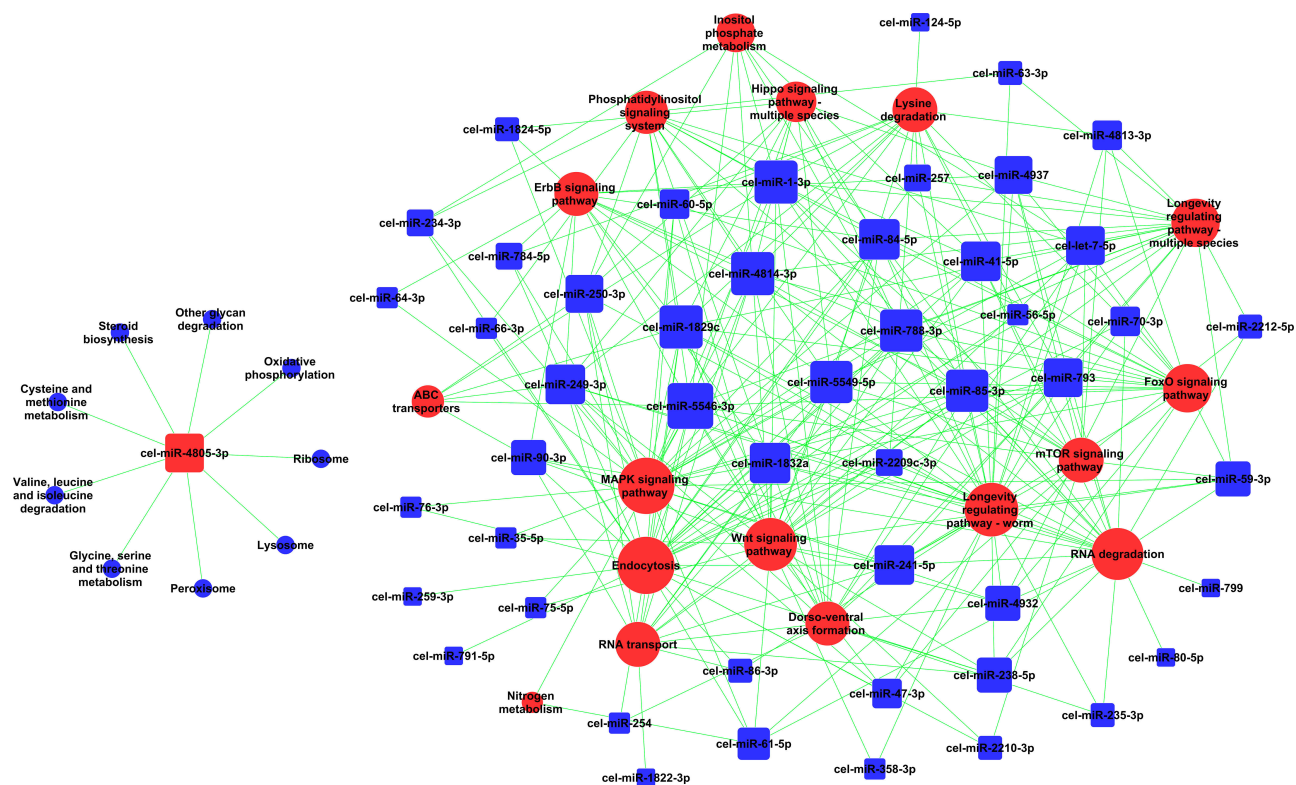 Inositol
phosphate
metabolism
cel-miR-124-5p
cel-miR-63-3p
Phosphatidylinositol
signaling
system
Hippo signaling
pathway -
multiple species
Lysine
degradation
cel-miR-1824-5p
cel-miR-4813-3p
ErbB signaling
pathway
cel-miR-1-3p
cel-miR-257
cel-miR-4937
cel-miR-60-5p
cel-miR-234-3p
Longevity
regulating
pathway -
multiple species
cel-miR-84-5p
cel-let-7-5p
cel-miR-784-5p
cel-miR-4814-3p
cel-miR-41-5p
cel-miR-64-3p
cel-miR-250-3p
cel-miR-66-3p
cel-miR-1829c
cel-miR-788-3p
cel-miR-56-5p
cel-miR-70-3p
cel-miR-2212-5p
Other glycan
degradation
Steroid
biosynthesis
Oxidative
phosphorylation
Cysteine and
methionine
metabolism
cel-miR-4805-3p
Ribosome
Valine, leucine
and isoleucine
degradation
Lysosome
Glycine, serine
and threonine
metabolism
Peroxisome
ABC
transporters
cel-miR-249-3p
cel-miR-5546-3p
cel-miR-5549-5p
cel-miR-85-3p
cel-miR-793
FoxO signaling
pathway
cel-miR-90-3p
MAPK signaling
pathway
cel-miR-1832a
cel-miR-2209c-3p
mTOR signaling
pathway
cel-miR-59-3p
cel-miR-76-3p
cel-miR-35-5p
Wnt signaling
pathway
Longevity
regulating
pathway - worm
Endocytosis
cel-miR-241-5p
RNA degradation
cel-miR-259-3p
cel-miR-75-5p
cel-miR-4932
cel-miR-799
RNA transport
Dorso-ventral
axis formation
cel-miR-791-5p
cel-miR-86-3p
cel-miR-238-5p
cel-miR-80-5p
Nitrogen
metabolism
cel-miR-47-3p
cel-miR-254
cel-miR-235-3p
cel-miR-61-5p
cel-miR-2210-3p
cel-miR-1822-3p
cel-miR-358-3p